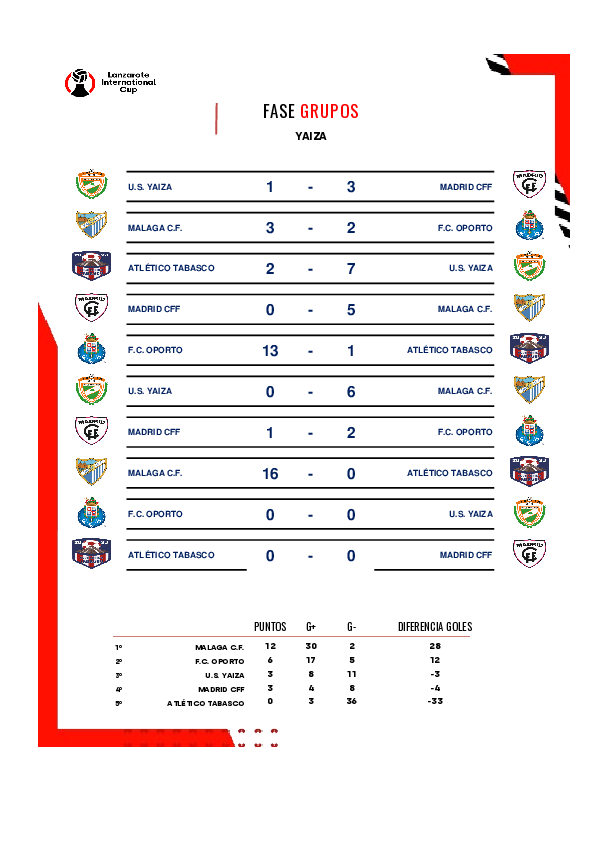 Lanzarote
International
Cup
FASE GRUPOS
YAIZA
U.S. YAIZA 1 - 3 MADRID CFF
MALAGA C.F. 3 - 2 F.C. OPORTO
ATLÉTICO TABASCO 2 - 7 U.S. YAIZA
MADRID CFF 0 - 5 MALAGA C.F.
F.C. OPORTO 13 - 1 ATLÉTICO TABASCO
U.S. YAIZA 0 - 6 MALAGA C.F.
MADRID CFF 1 - 2 F.C. OPORTO
MALAGA C.F. 16 - 0 ATLÉTICO TABASCO
F.C. OPORTO 0 - 0 U.S. YAIZA
ATLÉTICO TABASCO 0 - 0 MADRID CFF
PUNTOS G+ G- DIFERENCIA GOLES
1º MALAGA C.F. 12 30 2 28
2º F.C. OPORTO 6 17 5 12
3º U.S. YAIZA 3 8 11 -3
4º MADRID CFF 3 4 8 -4
5º ATLÉTICO TABASCO 0 3 36 -33